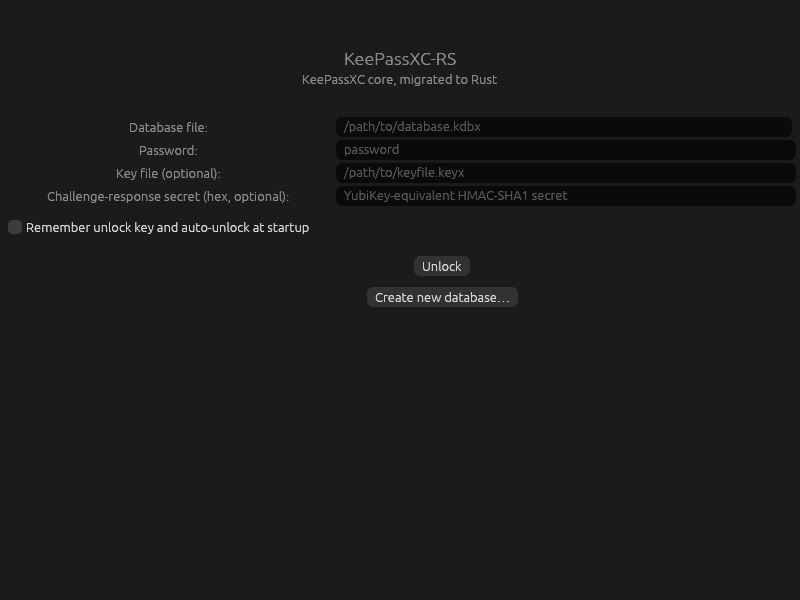 KeePassXC-RS
KeePassXC core, migrated to Rust
Database file: /path/to/database.kdbx
Password: password
Key file (optional): /path/to/keyfile.keyx
Challenge-response secret (hex, optional): YubiKey-equivalent HMAC-SHA1 secret
Remember unlock key and auto-unlock at startup
Unlock
Create new database…